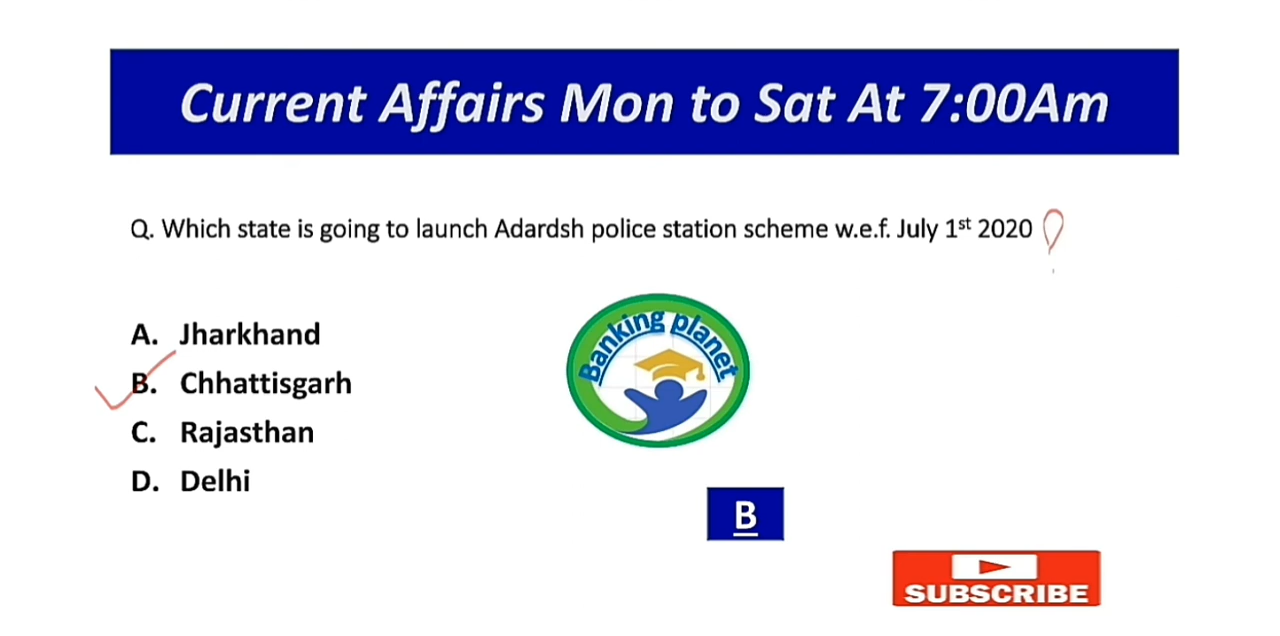 Current Affairs Mon to Sat At 7:00Am
Q. Which state is going to launch Adardsh police station scheme w.e.f. July 1st 2020 ?
A. Jharkhand
B. Chhattisgarh
C. Rajasthan
D. Delhi
Banking planet
B
SUBSCRIBE